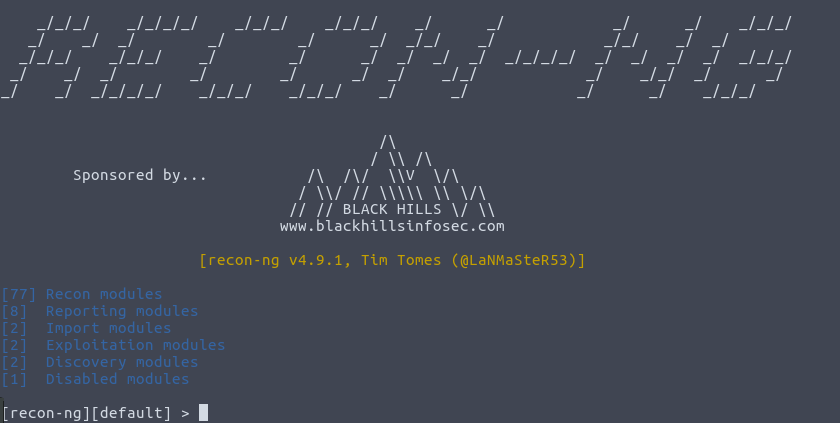 _/_/_/    _/_/_/_/    _/_/_/    _/_/_/    _/      _/            _/      _/    _/_/_/
   _/    _/  _/        _/        _/      _/  _/_/    _/            _/_/    _/  _/
  _/_/_/    _/_/_/    _/        _/      _/  _/  _/  _/  _/_/_/_/  _/  _/  _/  _/  _/_/_/
 _/    _/  _/        _/        _/      _/  _/    _/_/            _/    _/_/  _/      _/
_/    _/  _/_/_/_/    _/_/_/    _/_/_/    _/      _/            _/      _/    _/_/_/
/\
/ \\ /\
Sponsored by... /\ /\/ \\V \/\
/ \\/ // \\\\\ \\ \/\
// // BLACK HILLS \/ \\
www.blackhillsinfosec.com
[recon-ng v4.9.1, Tim Tomes (@LaNMaSteR53)]
[77] Recon modules
[8]  Reporting modules
[2]  Import modules
[2]  Exploitation modules
[2]  Discovery modules
[1]  Disabled modules
[recon-ng][default] >